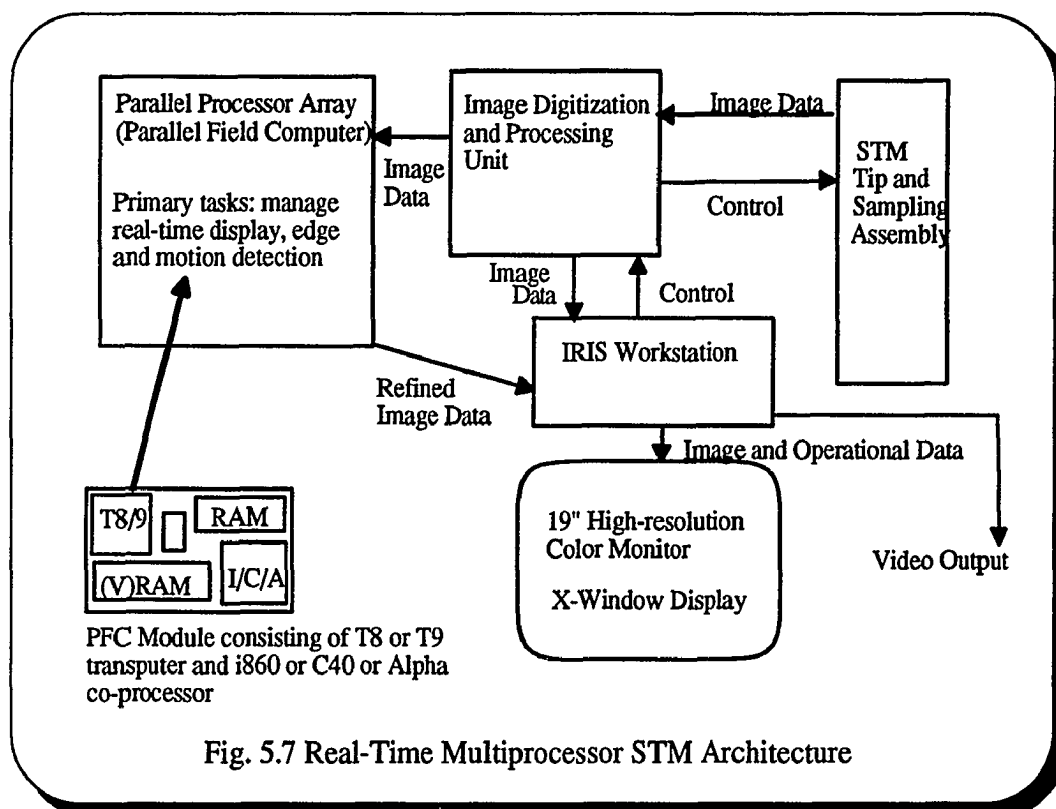 Parallel Processor Array
(Parallel Field Computer)
Primary tasks: manage
real-time display, edge
and motion detection
Image
Data
Image Digitization
and Processing
Unit
Image Data
Control
STM
Tip and
Sampling
Assembly
Image
Data
Control
IRIS Workstation
Refined
Image Data
Image and Operational Data
19" High-resolution
Color Monitor
X-Window Display
Video Output
T8/9
RAM
(V)RAM
I/C/A
PFC Module consisting of T8 or T9
transputer and i860 or C40 or Alpha
co-processor
Fig. 5.7 Real-Time Multiprocessor STM Architecture